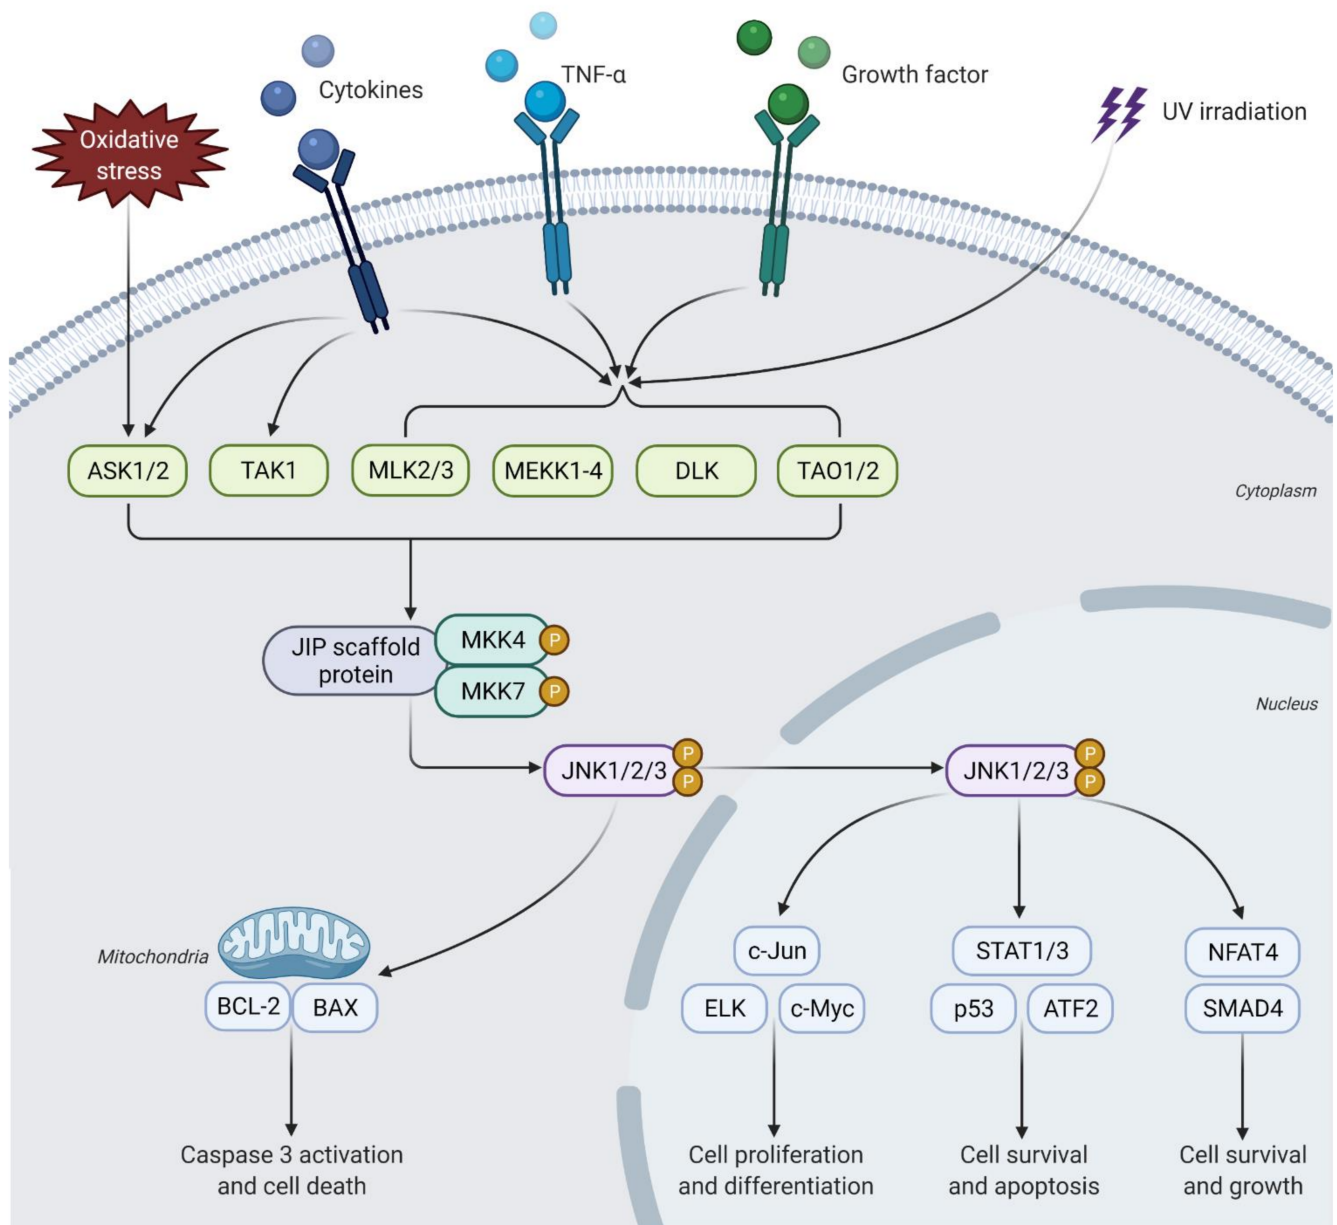 Cytokines
TNF-α
Growth factor
UV irradiation
Oxidative
stress
ASK1/2
TAK1
MLK2/3
MEKK1-4
DLK
TAO1/2
Cytoplasm
JIP scaffold
protein
MKK4
P
MKK7
P
Nucleus
JNK1/2/3
P
P
JNK1/2/3
P
P
Mitochondria
BCL-2
BAX
c-Jun
ELK
c-Myc
STAT1/3
p53
ATF2
NFAT4
SMAD4
Caspase 3 activation
and cell death
Cell proliferation
and differentiation
Cell survival
and apoptosis
Cell survival
and growth